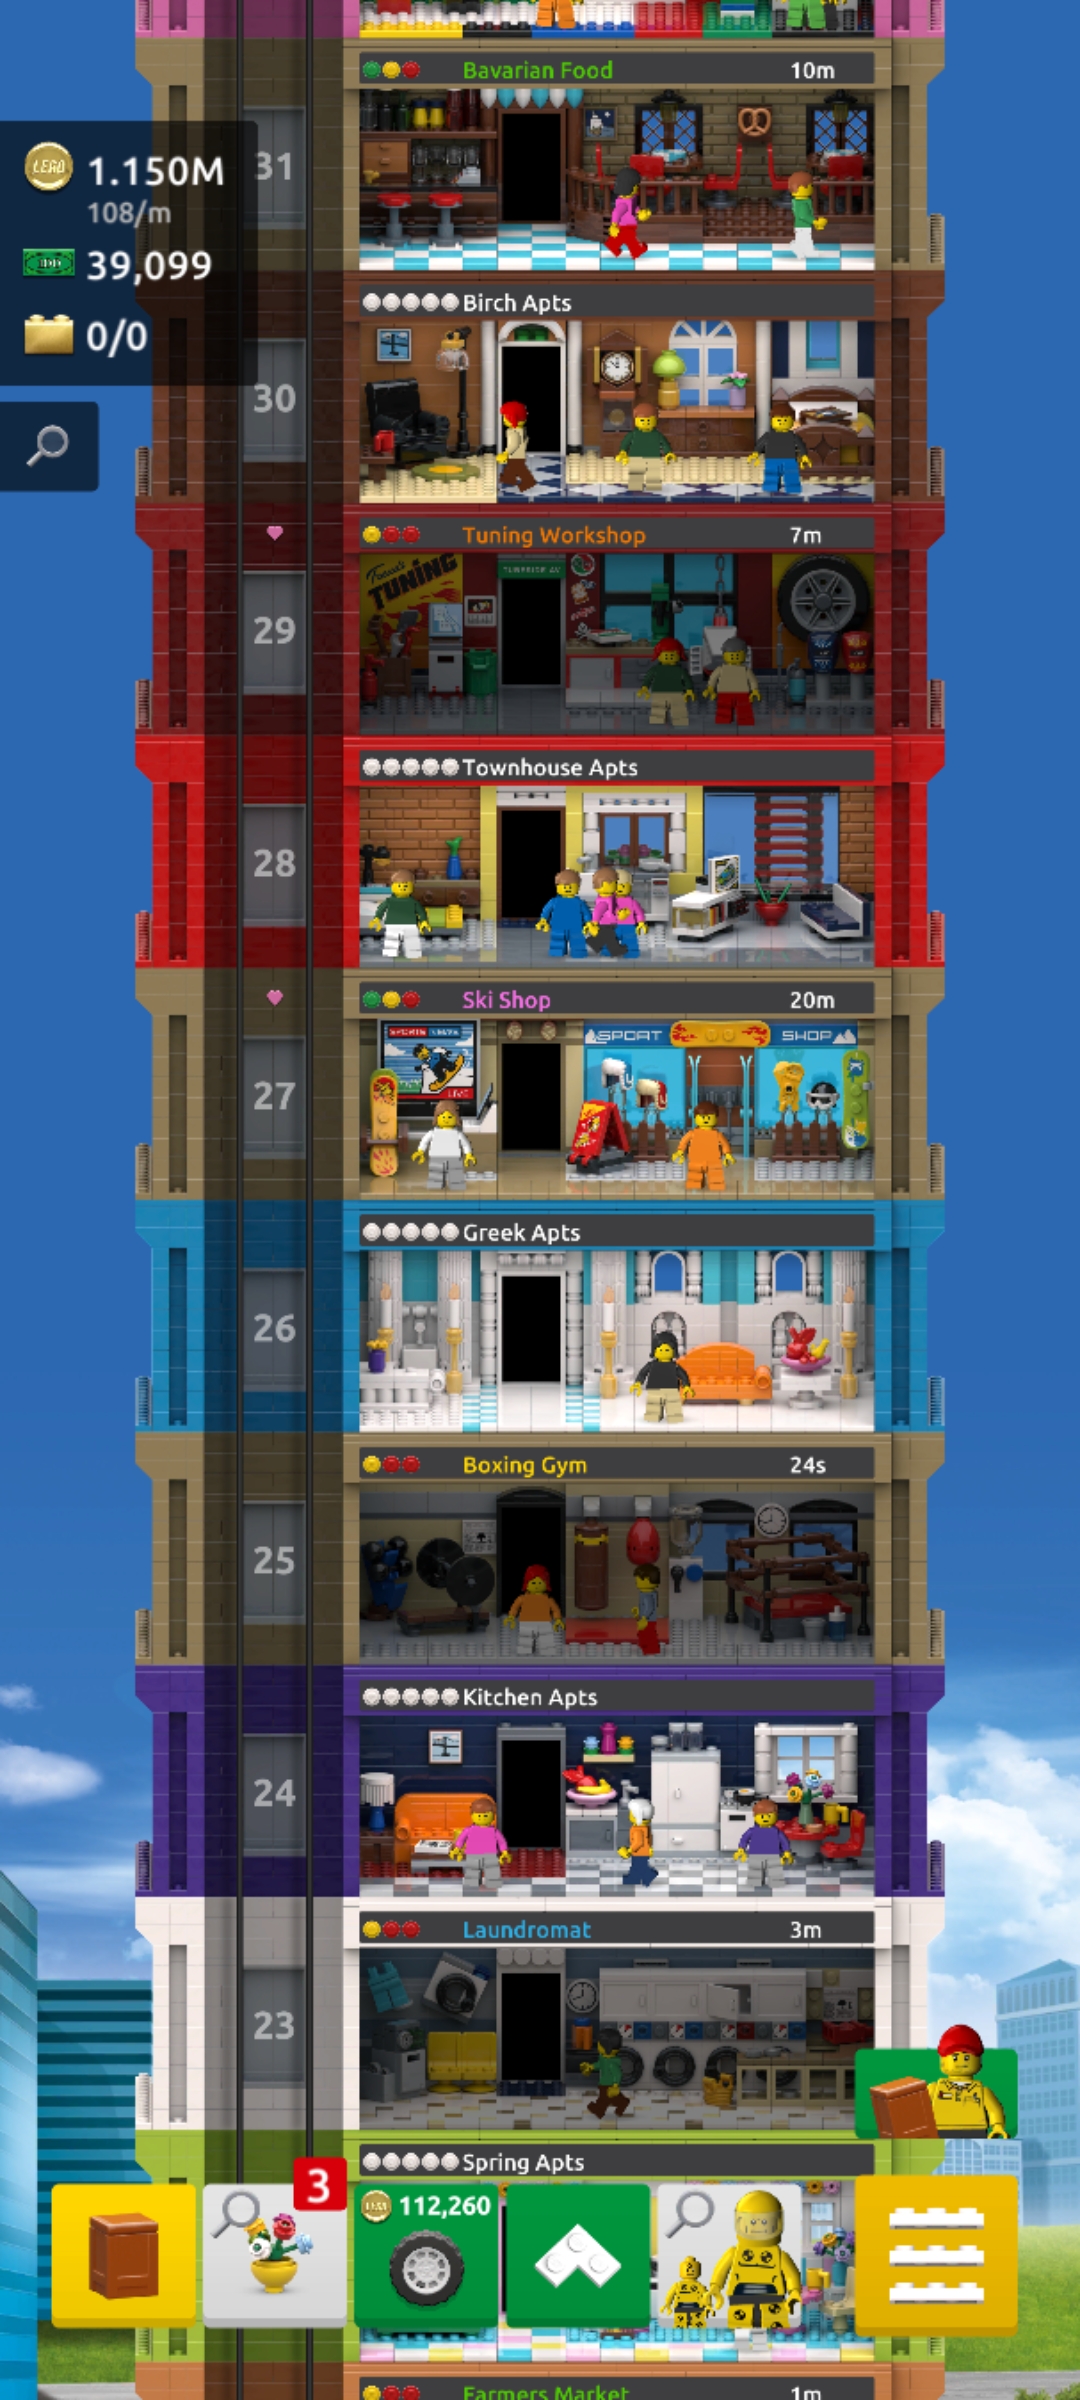 Bavarian Food 10m
31
LEGO 1.150M
108/m
39,099
0/0
Birch Apts
30
Tuning Workshop 7m
TUNING
29
Townhouse Apts
28
Ski Shop 20m
SPORT SHOP
LIVE
27
Greek Apts
26
Boxing Gym 24s
25
Kitchen Apts
24
Laundromat 3m
23
Spring Apts
3
112,260
Farmers Market 1m